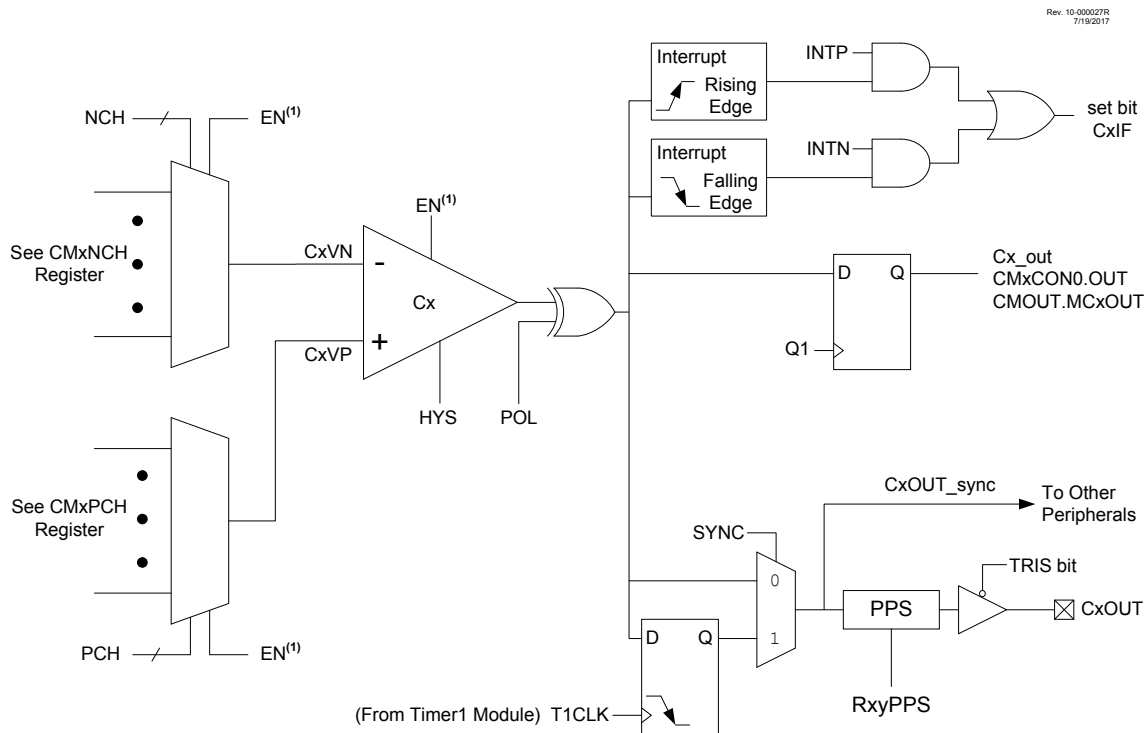 Rev. 10-000027R
7/19/2017
Interrupt
Rising
Edge
INTP
set bit
CxIF
Interrupt
Falling
Edge
INTN
NCH
EN(1)
See CMxNCH
Register
CxVN
EN(1)
-
Cx
+
CxVP
HYS
POL
D
Q
Q1
Cx_out
CMxCON0.OUT
CMOUT.MCxOUT
See CMxPCH
Register
PCH
EN(1)
CxOUT_sync
To Other
Peripherals
SYNC
0
1
TRIS bit
PPS
CxOUT
RxyPPS
D
Q
(From Timer1 Module) T1CLK